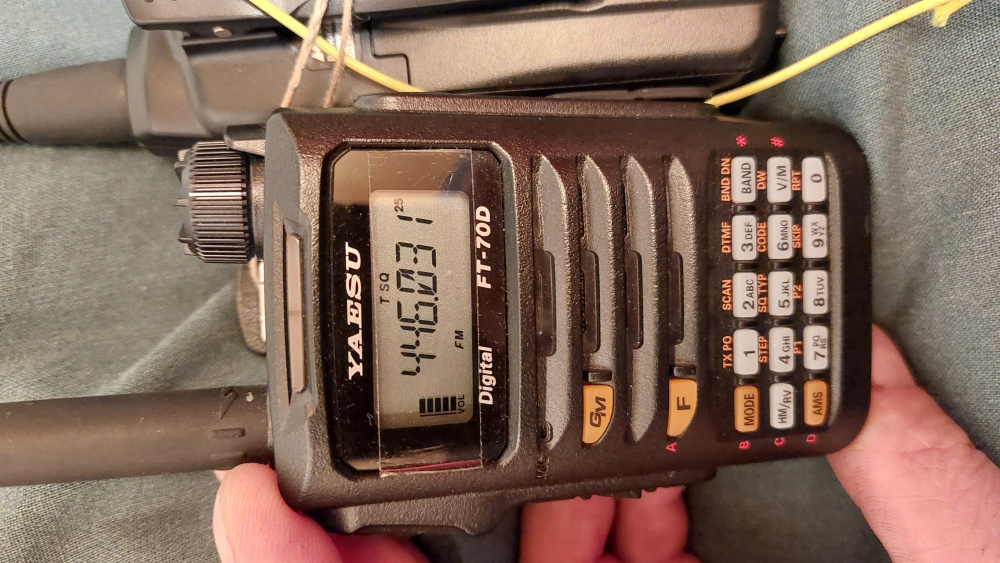 YAESU
T SQ
446.031 25
VOL FM
Digital FT-70D
GM
A F
TX PO SCAN DTMF BND DN
B MODE 1 2 ABC 3 DEF BAND *
STEP SQ TYP CODE DW
C HM/RV 4 GHI 5 JKL 6 MNO V/M #
P1 P2 SKIP RPT
D AMS 7 PQRS 8 TUV 9 WXYZ 0